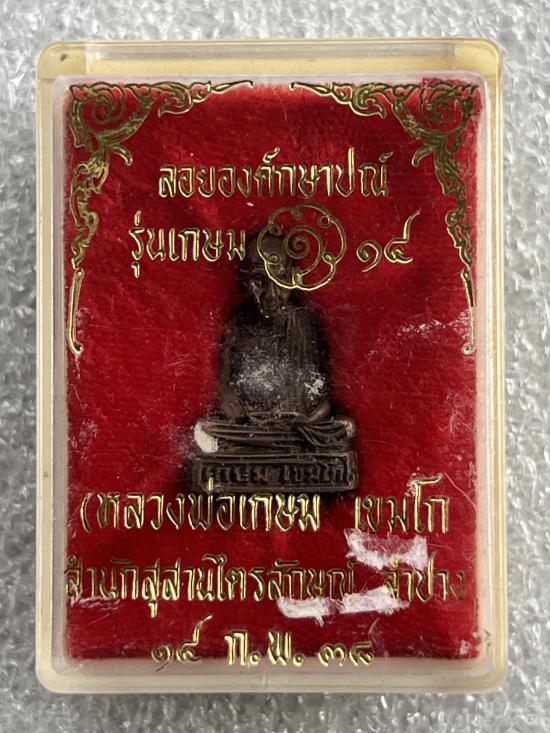 ลอยองค์กษาปณ์
รุ่นเกษม ๑ ๑๔
เกษม เขมโก
(หลวงพ่อเกษม เขมโก
สำนักสุสานไตรลักษณ์ ลำปาง
๑๔ ก.พ. ๓๘